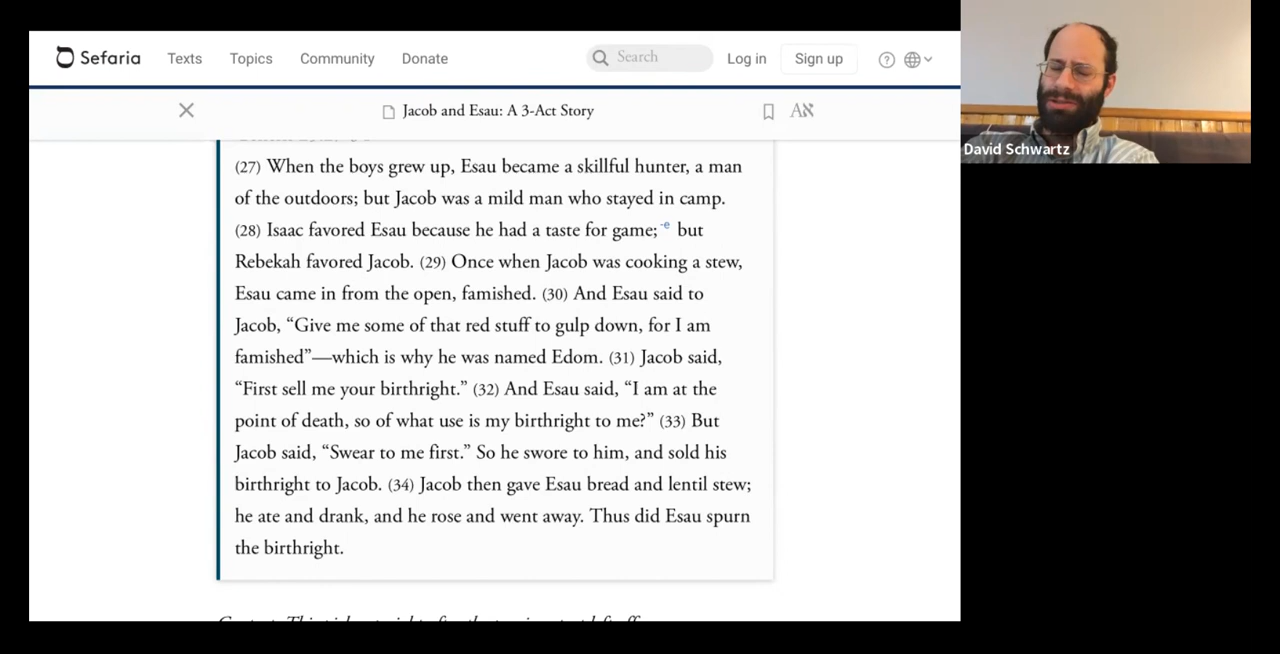 Sefaria Texts Topics Community Donate Search Log in Sign up
Jacob and Esau: A 3-Act Story Aא
(27) When the boys grew up, Esau became a skillful hunter, a man
of the outdoors; but Jacob was a mild man who stayed in camp.
(28) Isaac favored Esau because he had a taste for game; -e but
Rebekah favored Jacob. (29) Once when Jacob was cooking a stew,
Esau came in from the open, famished. (30) And Esau said to
Jacob, “Give me some of that red stuff to gulp down, for I am
famished”—which is why he was named Edom. (31) Jacob said,
“First sell me your birthright.” (32) And Esau said, “I am at the
point of death, so of what use is my birthright to me?” (33) But
Jacob said, “Swear to me first.” So he swore to him, and sold his
birthright to Jacob. (34) Jacob then gave Esau bread and lentil stew;
he ate and drank, and he rose and went away. Thus did Esau spurn
the birthright.
David Schwartz